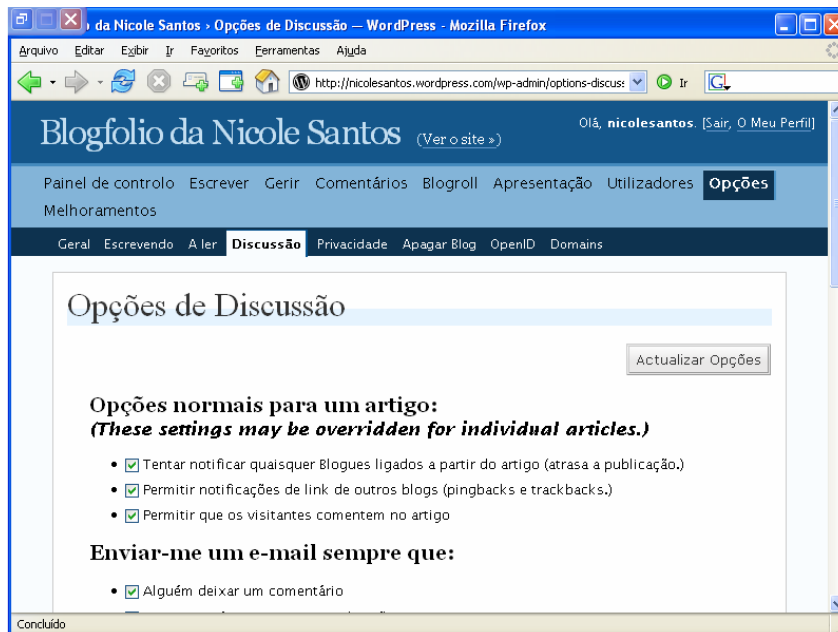 da Nicole Santos › Opções de Discussão — WordPress - Mozilla Firefox
Arquivo Editar Exibir Ir Favoritos Ferramentas Ajuda
http://nicolesantos.wordpress.com/wp-admin/options-discus: Ir G
Blogfolio da Nicole Santos (Ver o site ») Olá, nicolesantos. [Sair, O Meu Perfil]
Painel de controlo Escrever Gerir Comentários Blogroll Apresentação Utilizadores Opções
Melhoramentos
Geral Escrevendo A ler Discussão Privacidade Apagar Blog OpenID Domains
Opções de Discussão
Actualizar Opções
Opções normais para um artigo:
(These settings may be overridden for individual articles.)
• Tentar notificar quaisquer Blogues ligados a partir do artigo (atrasa a publicação.)
• Permitir notificações de link de outros blogs (pingbacks e trackbacks.)
• Permitir que os visitantes comentem no artigo
Enviar-me um e-mail sempre que:
• Alguém deixar um comentário
Concluído